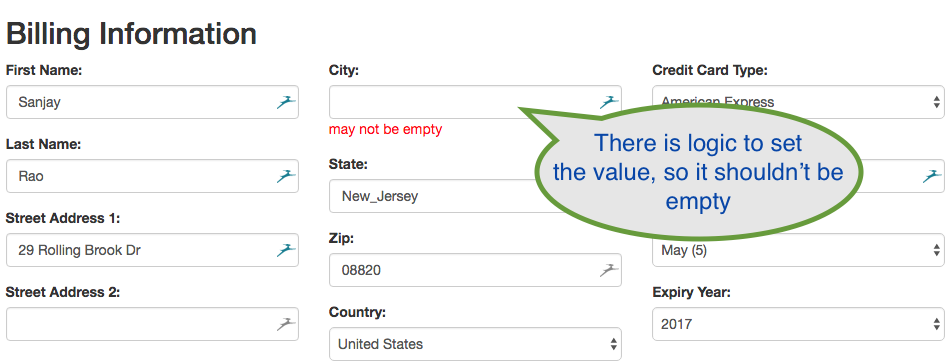 Billing Information
First Name:
Sanjay
Last Name:
Rao
Street Address 1:
29 Rolling Brook Dr
Street Address 2:
City:
may not be empty
State:
New_Jersey
Zip:
08820
Country:
United States
Credit Card Type:
American Express
May (5)
Expiry Year:
2017
There is logic to set
the value, so it shouldn't be
empty